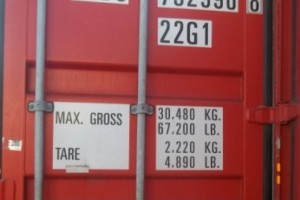 22G1
MAX. GROSS 30.480 KG.
67.200 LB.
TARE 2.220 KG.
4.890 LB.